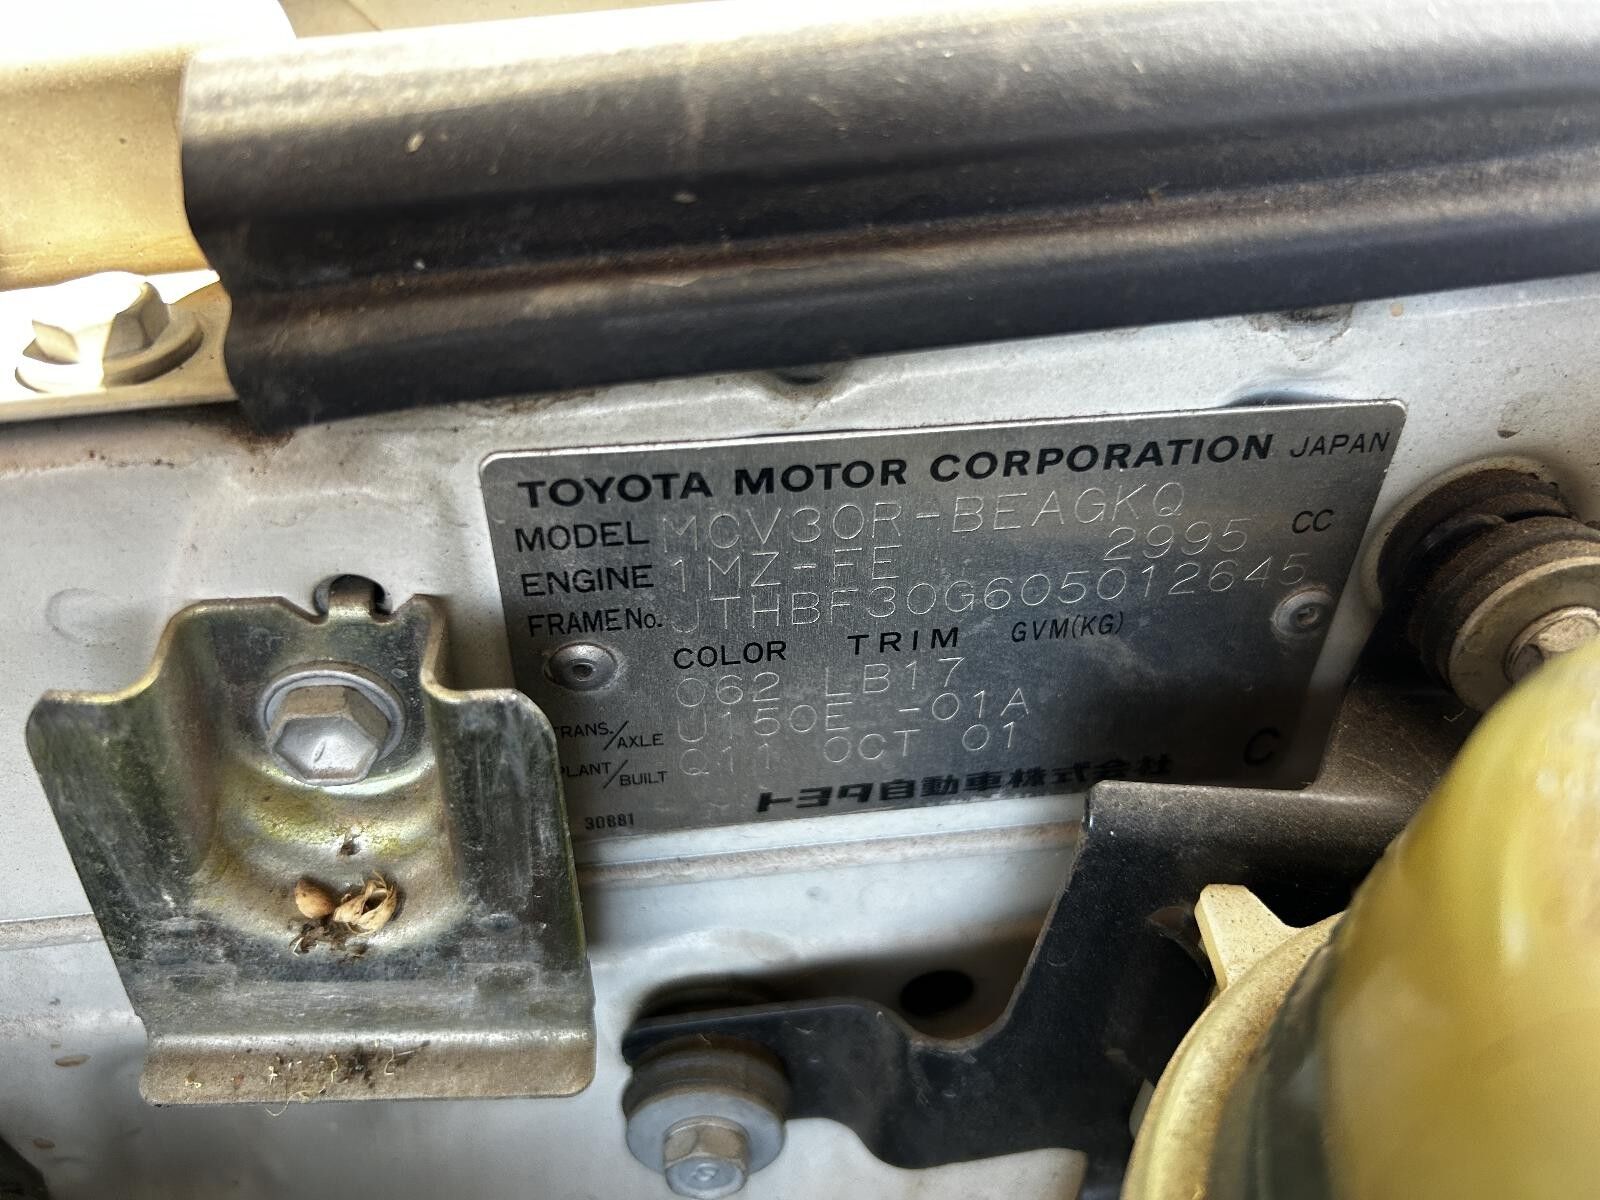 TOYOTA MOTOR CORPORATION JAPAN
MODEL MCV30R-BEAGKQ
ENGINE 1MZ-FE 2995 CC
FRAME No. JTHBF30G605012645
COLOR TRIM GVM(KG)
062 LB17
TRANS./AXLE U150E -01A
PLANT/BUILT Q11 OCT 01
C
トヨタ自動車株式会社
30881